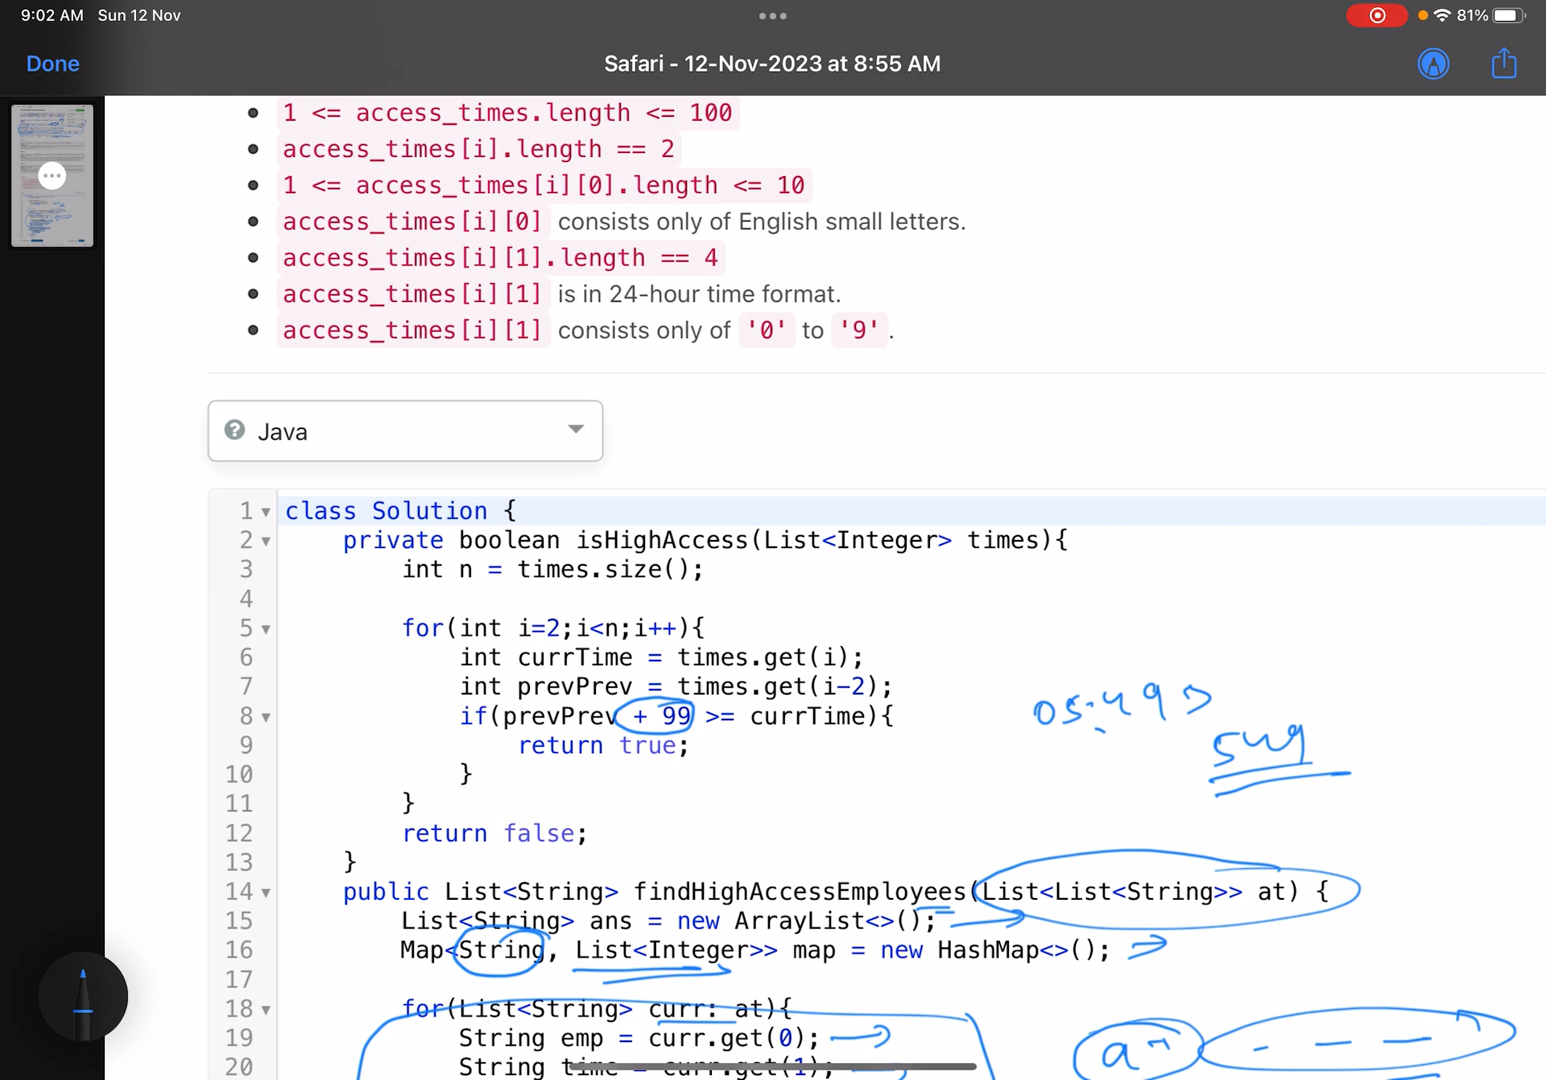 9:02 AM Sun 12 Nov
81%
Done
Safari - 12-Nov-2023 at 8:55 AM
1 <= access_times.length <= 100
access_times[i].length == 2
1 <= access_times[i][0].length <= 10
access_times[i][0] consists only of English small letters.
access_times[i][1].length == 4
access_times[i][1] is in 24-hour time format.
access_times[i][1] consists only of '0' to '9'.
Java
1 class Solution {
2 private boolean isHighAccess(List<Integer> times){
3 int n = times.size();
4
5 for(int i=2;i<n;i++){
6 int currTime = times.get(i);
7 int prevPrev = times.get(i-2);
8 if(prevPrev + 99 >= currTime){
9 return true;
10 }
11 }
12 return false;
13 }
14 public List<String> findHighAccessEmployees(List<List<String>> at) {
15 List<String> ans = new ArrayList<>();
16 Map<String, List<Integer>> map = new HashMap<>();
17
18 for(List<String> curr: at){
19 String emp = curr.get(0);
20 String time = curr.get(1);
05:49
549
a